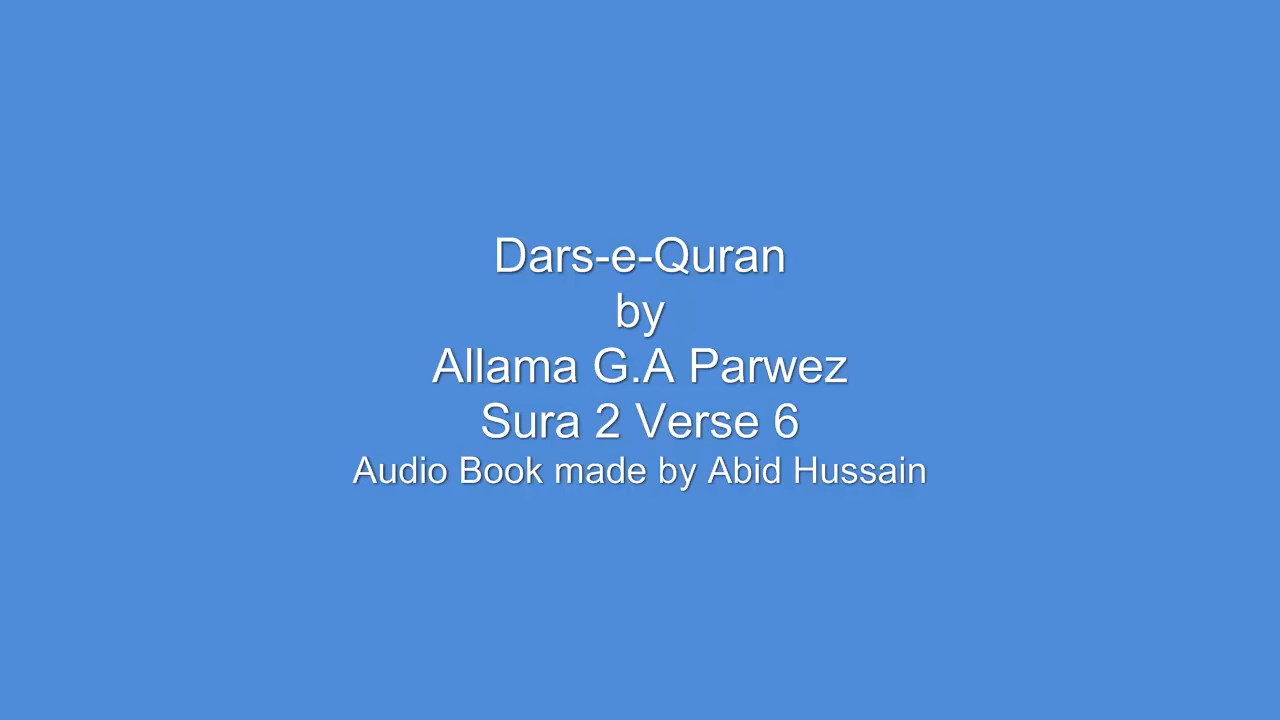 Dars-e-Quran
by
Allama G.A Parwez
Sura 2 Verse 6
Audio Book made by Abid Hussain